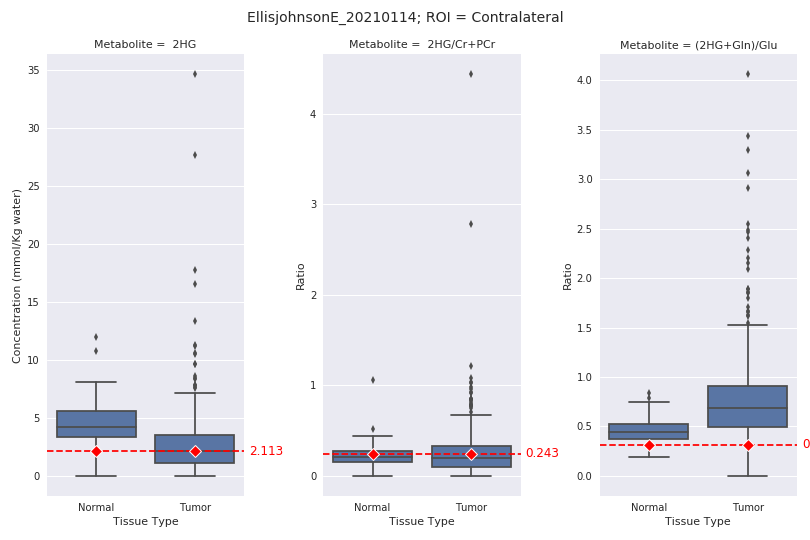 EllisjohnsonE_20210114; ROI = Contralateral
Metabolite = 2HG
Metabolite = 2HG/Cr+PCr
Metabolite = (2HG+Gln)/Glu
Concentration (mmol/Kg water)
35
30
25
20
15
10
5
0
2.113
Normal
Tumor
Tissue Type
Ratio
4
3
2
1
0
0.243
Normal
Tumor
Tissue Type
Ratio
4.0
3.5
3.0
2.5
2.0
1.5
1.0
0.5
0.0
0
Normal
Tumor
Tissue Type